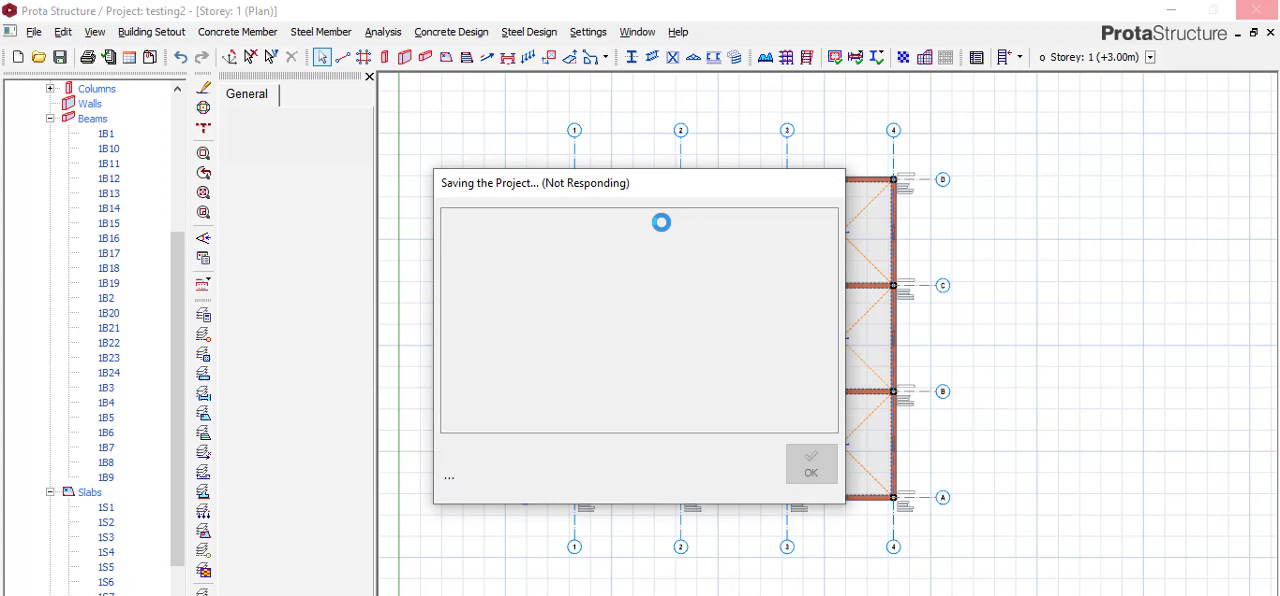 Prota Structure / Project: testing2 - [Storey: 1 (Plan)]
File Edit View Building Setout Concrete Member Steel Member Analysis Concrete Design Steel Design Settings Window Help
ProtaStructure
o Storey: 1 (+3.00m)
Columns
Walls
Beams
1B1
1B10
1B11
1B12
1B13
1B14
1B15
1B16
1B17
1B18
1B19
1B2
1B20
1B21
1B22
1B23
1B24
1B3
1B4
1B5
1B6
1B7
1B8
1B9
Slabs
1S1
1S2
1S3
1S4
1S5
1S6
General
1 2 3 4
D
C
B
A
1 2 3 4
Saving the Project... (Not Responding)
...
OK